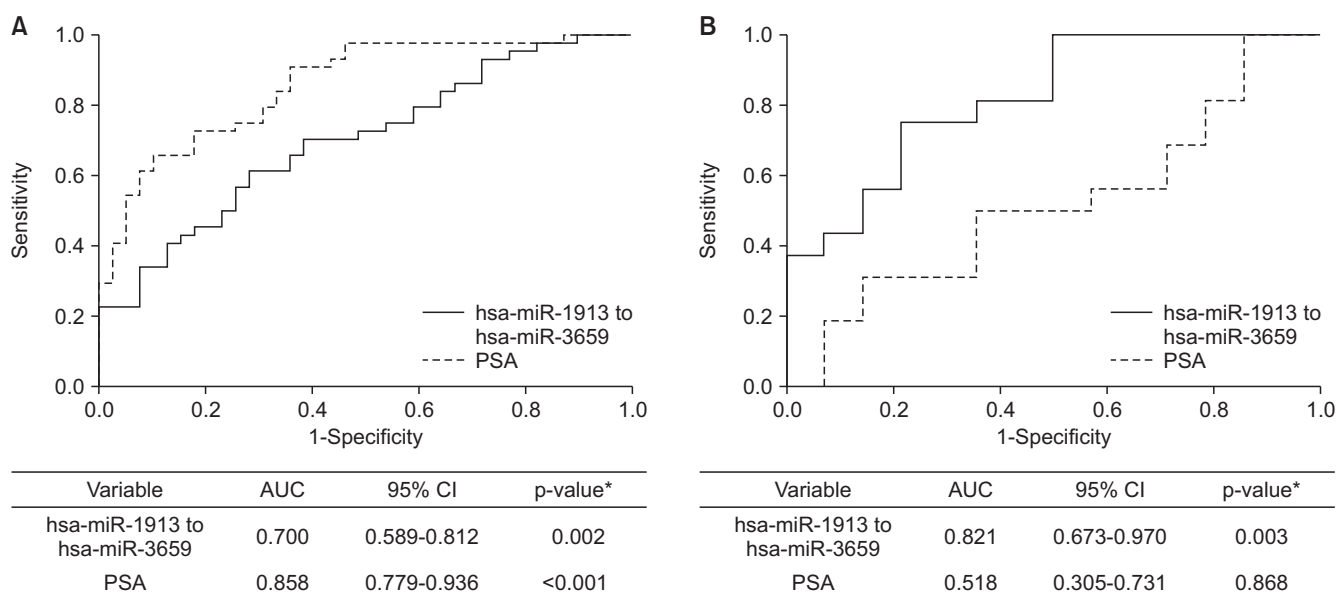 A
1.0
0.8
0.6
0.4
0.2
0.0
Sensitivity
0.0 0.2 0.4 0.6 0.8 1.0
1-Specificity
hsa-miR-1913 to
hsa-miR-3659
PSA
Variable AUC 95% CI p-value*
hsa-miR-1913 to
hsa-miR-3659 0.700 0.589-0.812 0.002
PSA 0.858 0.779-0.936 <0.001
B
1.0
0.8
0.6
0.4
0.2
0.0
Sensitivity
0.0 0.2 0.4 0.6 0.8 1.0
1-Specificity
hsa-miR-1913 to
hsa-miR-3659
PSA
Variable AUC 95% CI p-value*
hsa-miR-1913 to
hsa-miR-3659 0.821 0.673-0.970 0.003
PSA 0.518 0.305-0.731 0.868